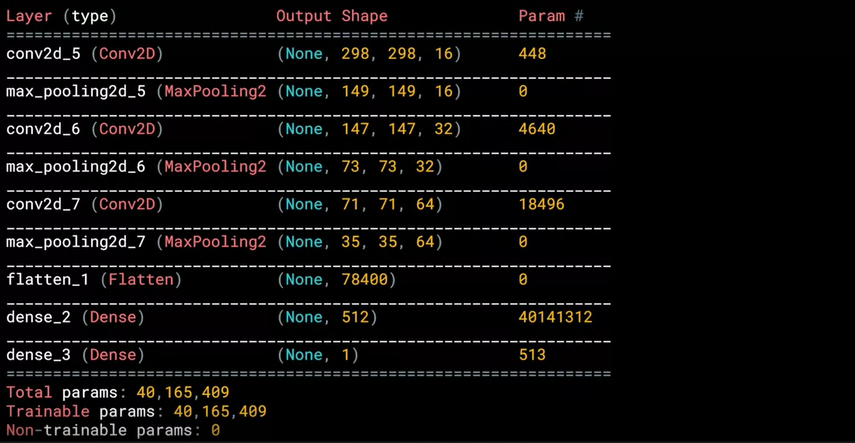 Layer (type) Output Shape Param #
=================================================================
conv2d_5 (Conv2D) (None, 298, 298, 16) 448
_________________________________________________________________
max_pooling2d_5 (MaxPooling2 (None, 149, 149, 16) 0
_________________________________________________________________
conv2d_6 (Conv2D) (None, 147, 147, 32) 4640
_________________________________________________________________
max_pooling2d_6 (MaxPooling2 (None, 73, 73, 32) 0
_________________________________________________________________
conv2d_7 (Conv2D) (None, 71, 71, 64) 18496
_________________________________________________________________
max_pooling2d_7 (MaxPooling2 (None, 35, 35, 64) 0
_________________________________________________________________
flatten_1 (Flatten) (None, 78400) 0
_________________________________________________________________
dense_2 (Dense) (None, 512) 40141312
_________________________________________________________________
dense_3 (Dense) (None, 1) 513
=================================================================
Total params: 40,165,409
Trainable params: 40,165,409
Non-trainable params: 0